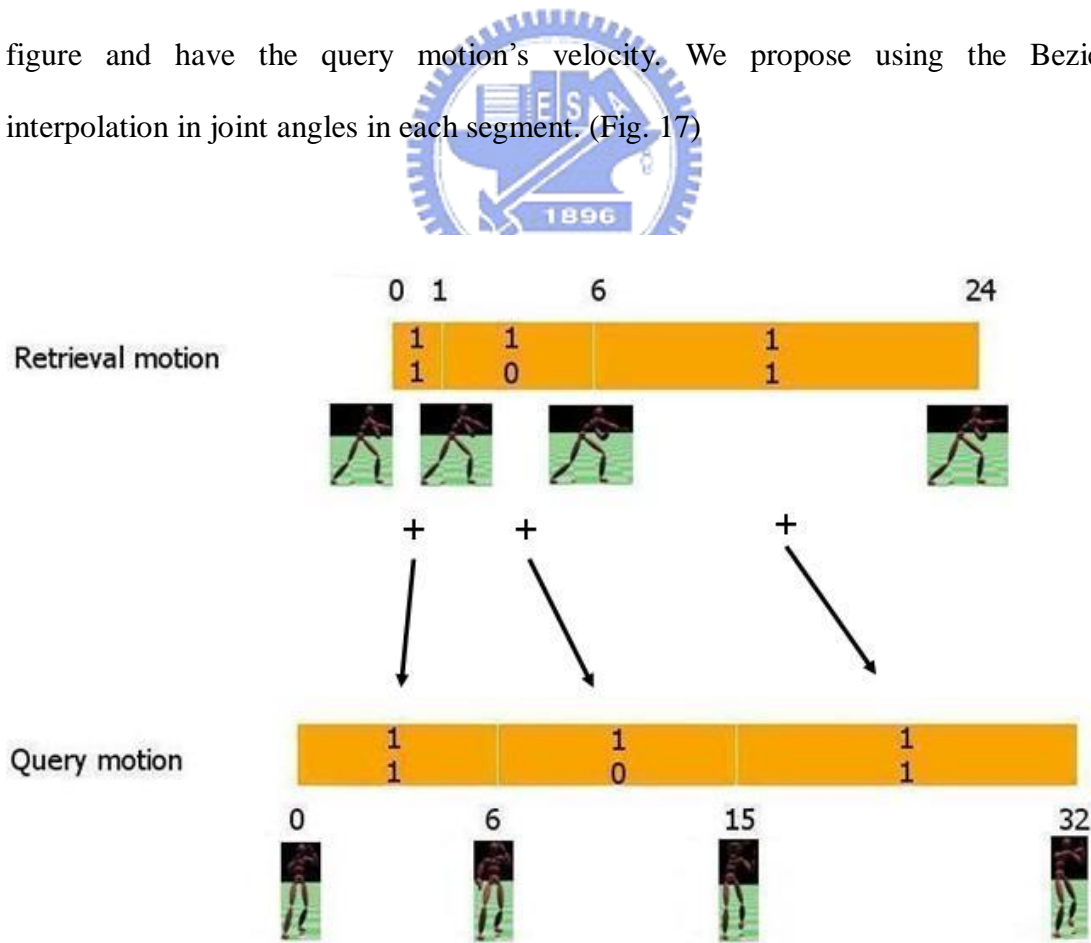 figure and have the query motion's velocity. We propose using the Bezie
interpolation in joint angles in each segment. (Fig. 17)
E S A
1896
0 1 6 24
Retrieval motion
1 1 1
1 0 1
+ + +
Query motion
1 1 1
1 0 1
0 6 15 32